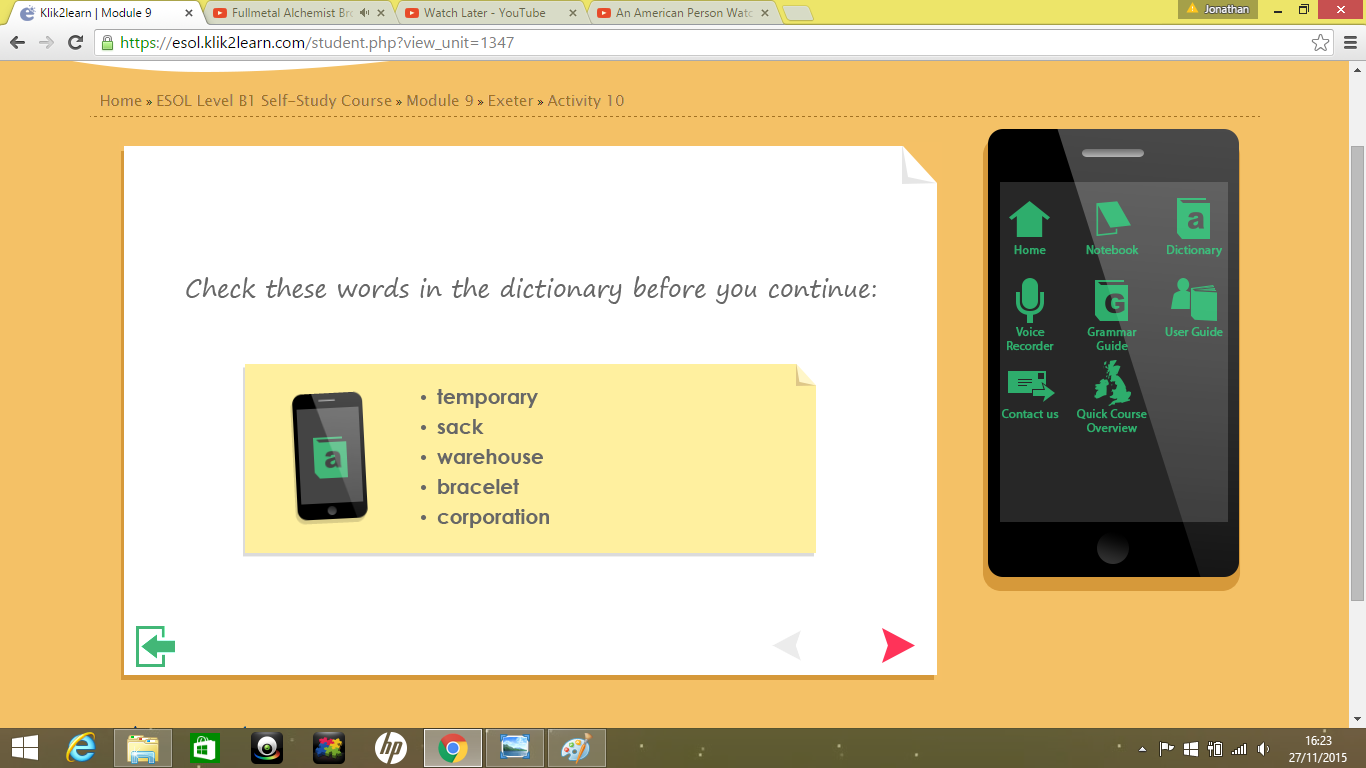 Klik2learn | Module 9
Fullmetal Alchemist Bro
Watch Later - YouTube
An American Person Watc
Jonathan
https://esol.klik2learn.com/student.php?view_unit=1347
Home » ESOL Level B1 Self-Study Course » Module 9 » Exeter » Activity 10
Check these words in the dictionary before you continue:
a
• temporary
• sack
• warehouse
• bracelet
• corporation
a
Home
Notebook
Dictionary
G
Voice
Recorder
Grammar
Guide
User Guide
Contact us
Quick Course
Overview
hp
16:23
27/11/2015